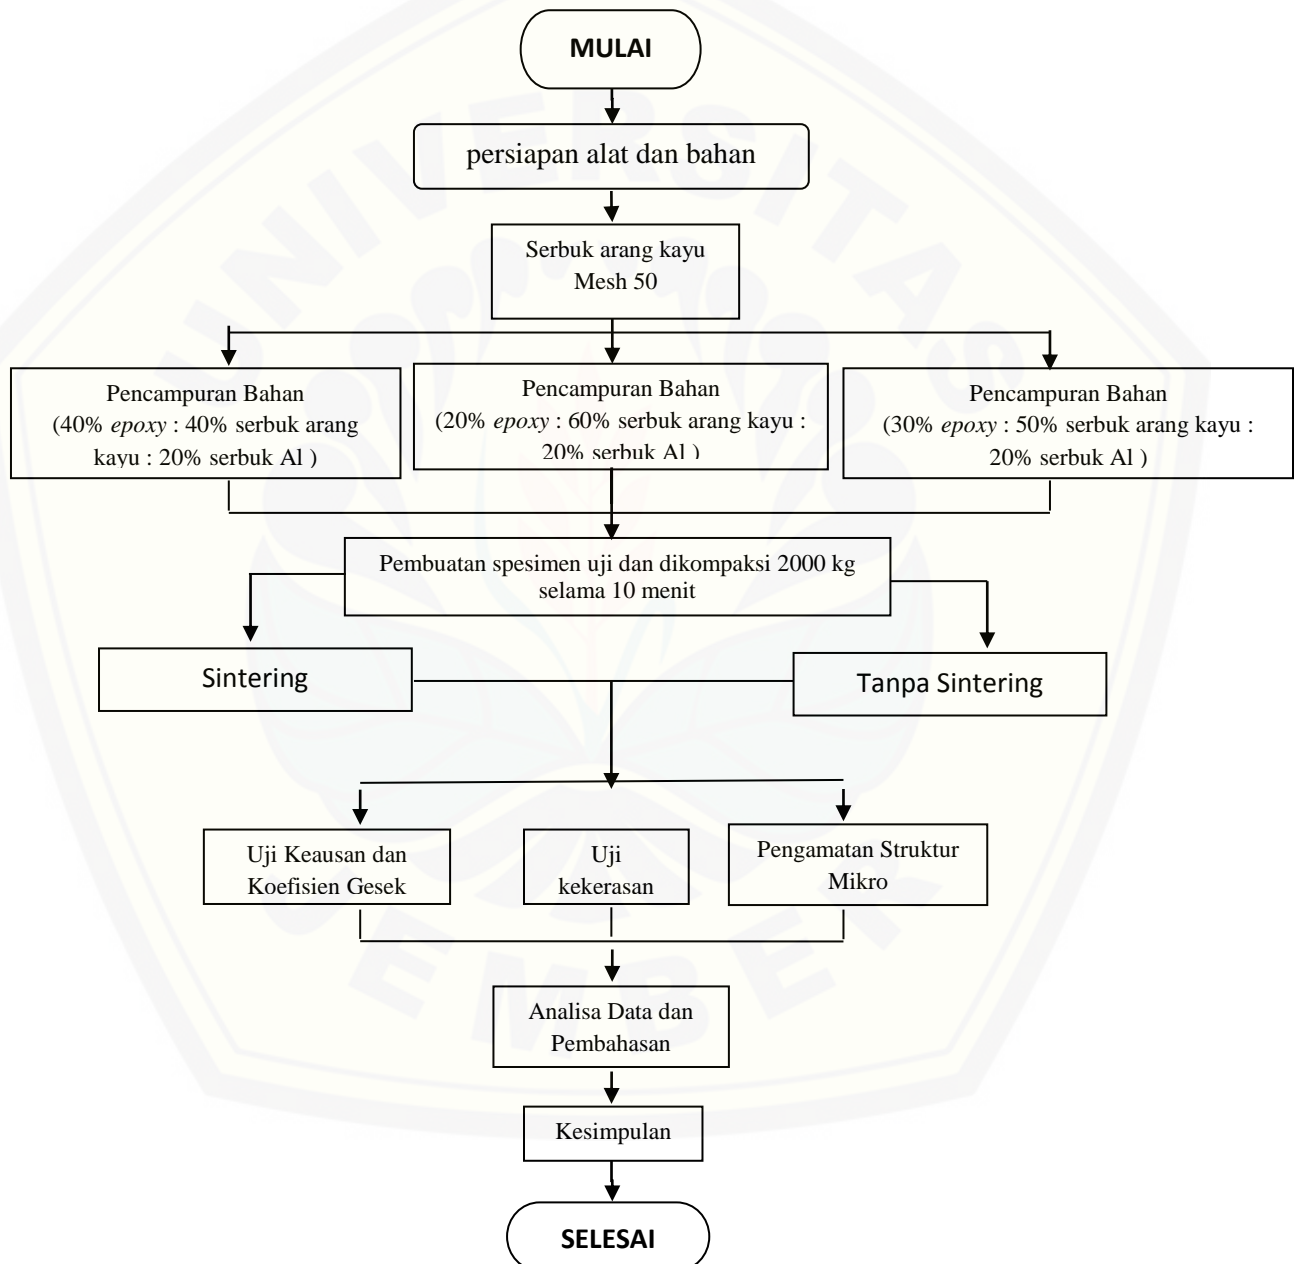 MULAI
persiapan alat dan bahan
Serbuk arang kayu
Mesh 50
Pencampuran Bahan
(40% epoxy : 40% serbuk arang
kayu : 20% serbuk Al )
Pencampuran Bahan
(20% epoxy : 60% serbuk arang kayu :
20% serbuk Al )
Pencampuran Bahan
(30% epoxy : 50% serbuk arang kayu :
20% serbuk Al )
Pembuatan spesimen uji dan dikompaksi 2000 kg
selama 10 menit
Sintering
Tanpa Sintering
Uji Keausan dan
Koefisien Gesek
Uji
kekerasan
Pengamatan Struktur
Mikro
Analisa Data dan
Pembahasan
Kesimpulan
SELESAI
UNIVERSITAS
JEMBER